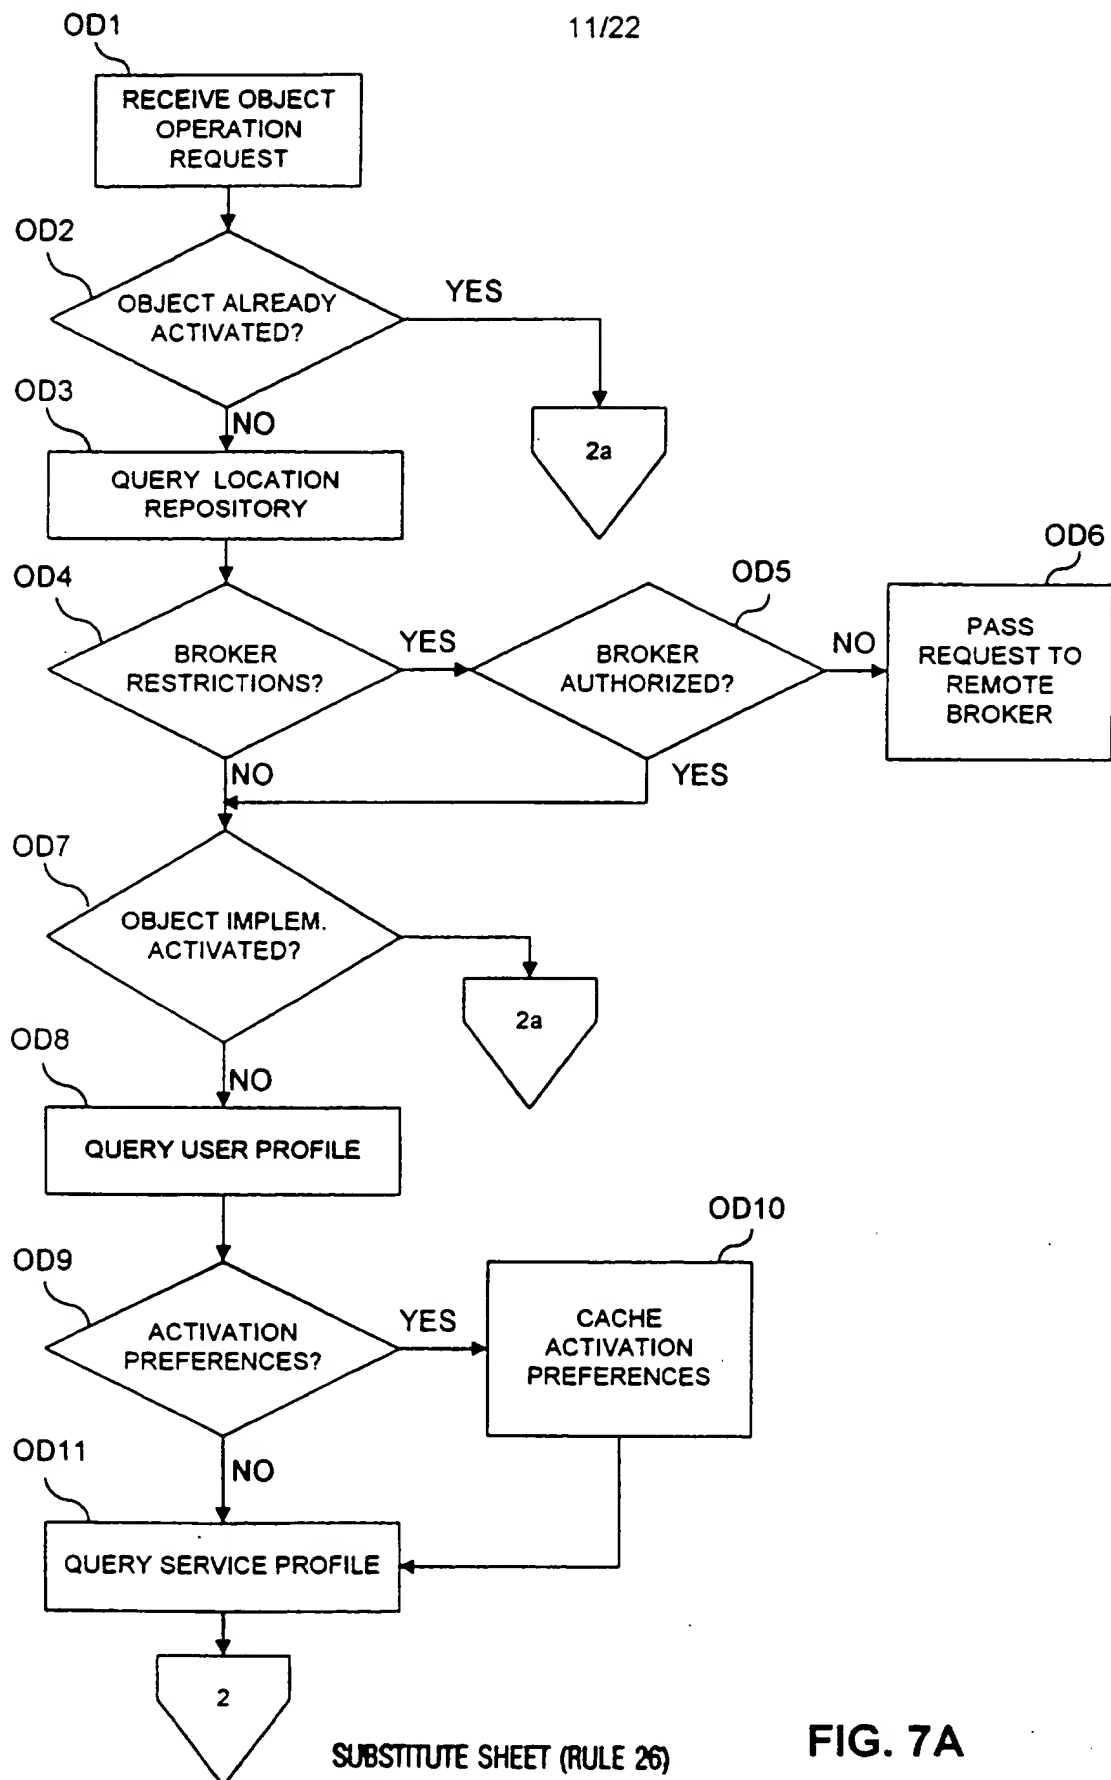 11/22
OD1
RECEIVE OBJECT
OPERATION
REQUEST
OD2
OBJECT ALREADY
ACTIVATED?
YES
NO
2a
OD3
QUERY LOCATION
REPOSITORY
OD4
BROKER
RESTRICTIONS?
YES
NO
OD5
BROKER
AUTHORIZED?
NO
YES
OD6
PASS
REQUEST TO
REMOTE
BROKER
OD7
OBJECT IMPLEM.
ACTIVATED?
2a
NO
OD8
QUERY USER PROFILE
OD9
ACTIVATION
PREFERENCES?
YES
NO
OD10
CACHE
ACTIVATION
PREFERENCES
OD11
QUERY SERVICE PROFILE
2
SUBSTITUTE SHEET (RULE 26)
FIG. 7A